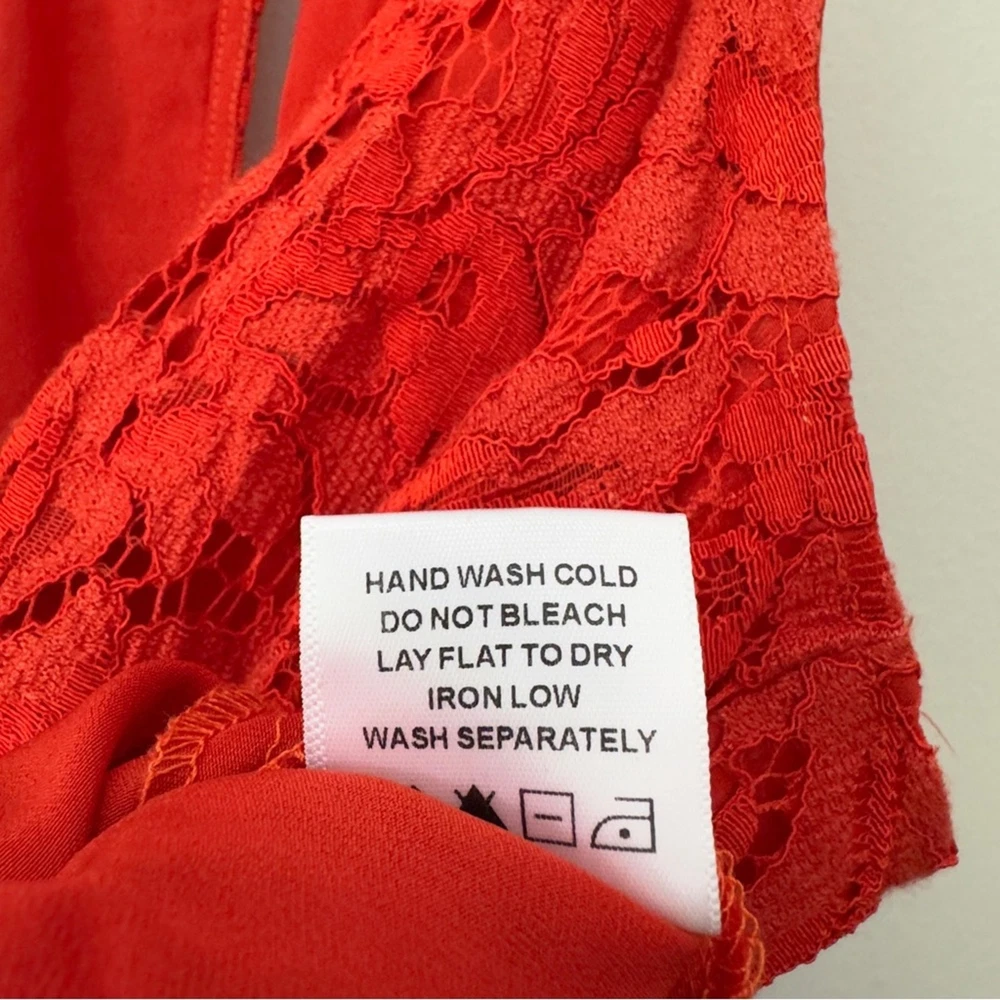 HAND WASH COLD
DO NOT BLEACH
LAY FLAT TO DRY
IRON LOW
WASH SEPARATELY